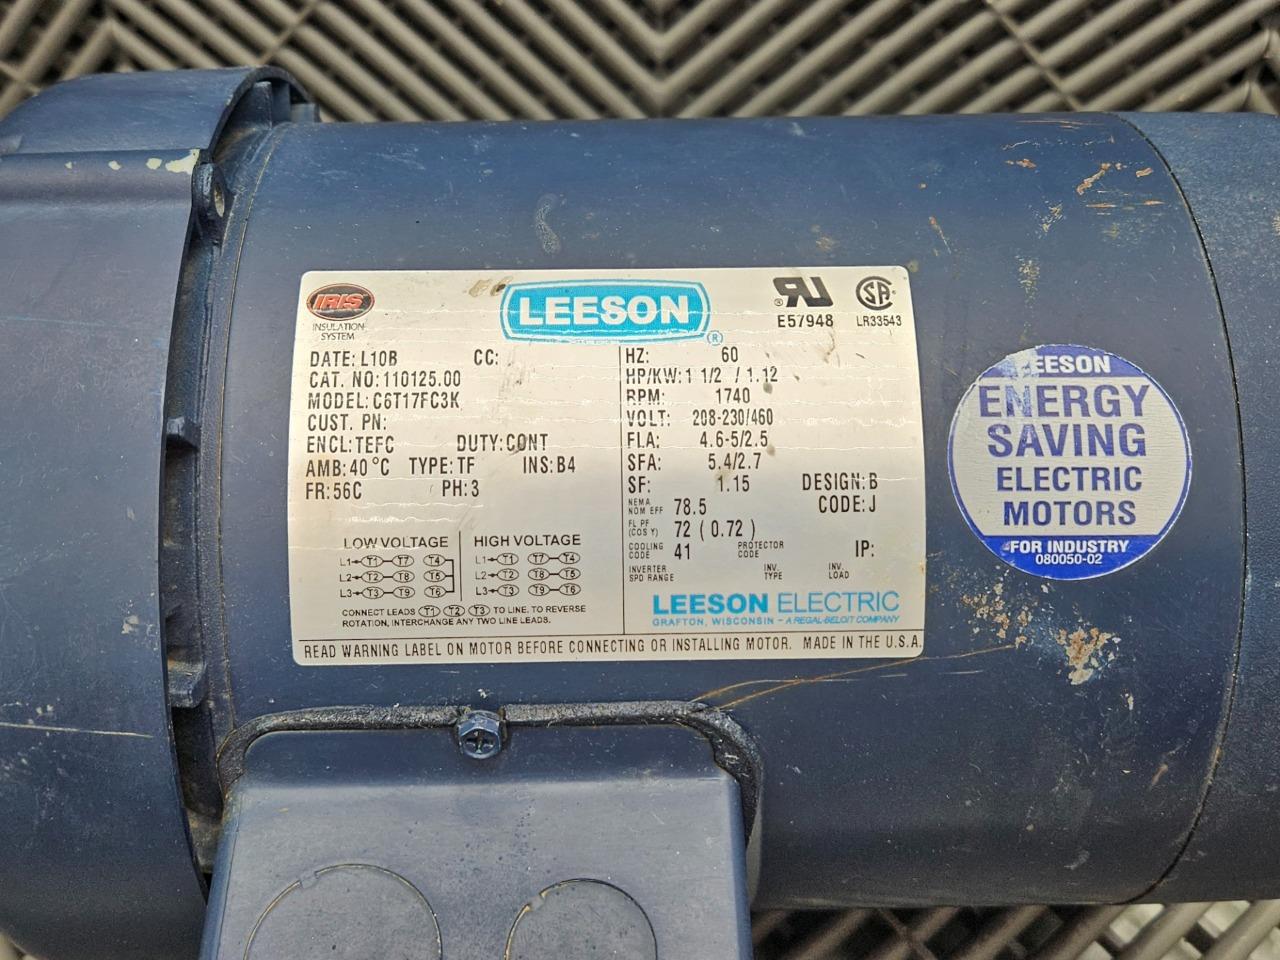 IRIS
INSULATION
SYSTEM
LEESON
®
®
E57948
LR33543
DATE: L10B CC:
CAT. NO: 110125.00
MODEL: C6T17FC3K
CUST. PN:
ENCL: TEFC DUTY: CONT
AMB: 40°C TYPE: TF INS: B4
FR: 56C PH: 3
HZ: 60
HP/KW: 1 1/2 / 1.12
RPM: 1740
VOLT: 208-230/460
FLA: 4.6-5/2.5
SFA: 5.4/2.7
SF: 1.15 DESIGN: B
NEMA NOM EFF 78.5 CODE: J
FL PF (COS Y) 72 ( 0.72 )
COOLING CODE 41 PROTECTOR CODE IP:
INVERTER SPD RANGE INV. TYPE INV. LOAD
LOW VOLTAGE HIGH VOLTAGE
L1 T1 T7 T4 L1 T1 T7 T4
L2 T2 T8 T5 L2 T2 T8 T5
L3 T3 T9 T6 L3 T3 T9 T6
CONNECT LEADS T1 T2 T3 TO LINE. TO REVERSE
ROTATION, INTERCHANGE ANY TWO LINE LEADS.
LEESON ELECTRIC
GRAFTON, WISCONSIN - A REGAL-BELOIT COMPANY
READ WARNING LABEL ON MOTOR BEFORE CONNECTING OR INSTALLING MOTOR. MADE IN THE U.S.A.
LEESON
ENERGY
SAVING
ELECTRIC
MOTORS
FOR INDUSTRY
080050-02